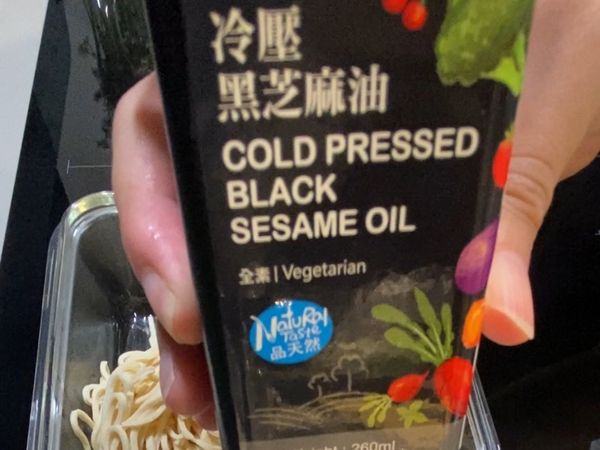 冷壓
黑芝麻油
COLD PRESSED
BLACK
SESAME OIL
全素 | Vegetarian
NatuRal
Taste
品天然
260ml